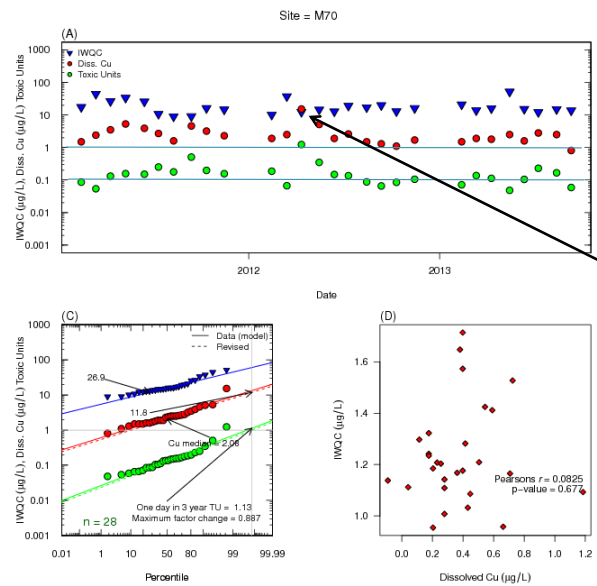 Site = M70
(A)
IWQC
Diss. Cu
Toxic Units
IWQC (µg/L), Diss. Cu (µg/L) Toxic Units
1000
100
10
1
0.1
0.01
0.001
2012
2013
Date
(C)
Data (model)
Revised
IWQC (µg/L), Diss. Cu (µg/L) Toxic Units
1000
100
10
1
0.1
0.01
0.001
26.9
11.8
Cu median = 2.08
One day in 3 year TU = 1.13
Maximum factor change = 0.887
n = 28
0.01
1
10
20
50
80
99
99.99
Percentile
(D)
IWQC (µg/L)
1.6
1.4
1.2
1.0
Pearsons r = 0.0825
p-value = 0.677
0.0
0.2
0.4
0.6
0.8
1.0
1.2
Dissolved Cu (µg/L)